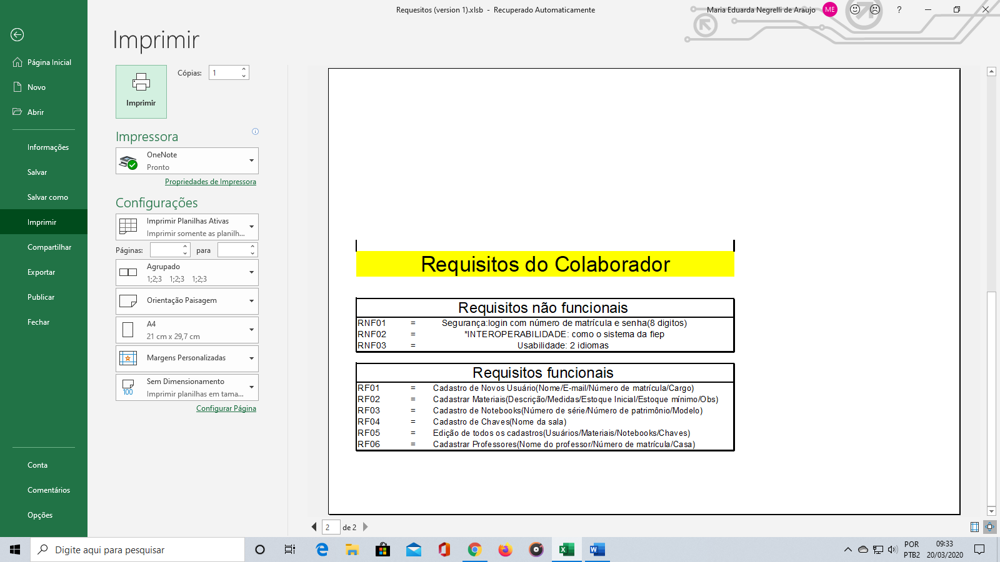 Requesitos (version 1).xlsb - Recuperado Automaticamente
Maria Eduarda Negrelli de Araujo
ME
?
Imprimir
Página Inicial
Novo
Abrir
Informações
Salvar
Salvar como
Imprimir
Compartilhar
Exportar
Publicar
Fechar
Conta
Comentários
Opções
Imprimir
Cópias: 1
Impressora
OneNote
Pronto
Propriedades de Impressora
Configurações
Imprimir Planilhas Ativas
Imprimir somente as planilh...
Páginas: para
Agrupado
1;2;3 1;2;3 1;2;3
Orientação Paisagem
A4
21 cm x 29,7 cm
Margens Personalizadas
Sem Dimensionamento
Imprimir planilhas em tama...
100
Configurar Página
Requisitos do Colaborador
Requisitos não funcionais
RNF01 = Segurança:login com número de matrícula e senha(8 digitos)
RNF02 = *INTEROPERABILIDADE: como o sistema da fiep
RNF03 = Usabilidade: 2 idiomas
Requisitos funcionais
RF01 = Cadastro de Novos Usuário(Nome/E-mail/Número de matrícula/Cargo)
RF02 = Cadastrar Materiais(Descrição/Medidas/Estoque Inicial/Estoque mínimo/Obs)
RF03 = Cadastro de Notebooks(Número de série/Número de patrimônio/Modelo)
RF04 = Cadastro de Chaves(Nome da sala)
RF05 = Edição de todos os cadastros(Usuários/Materiais/Notebooks/Chaves)
RF06 = Cadastrar Professores(Nome do professor/Número de matrícula/Casa)
2 de 2
Digite aqui para pesquisar
POR
PTB2
09:33
20/03/2020